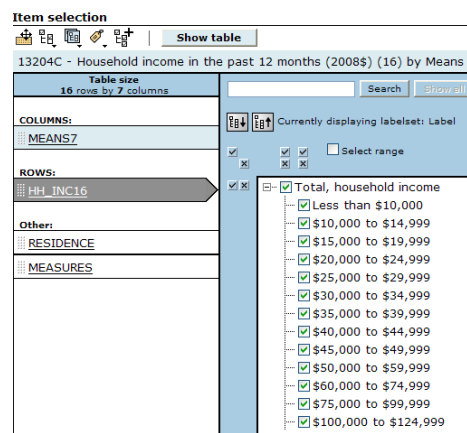 Item selection
Show table
13204C - Household income in the past 12 months (2008$) (16) by Means
Table size
16 rows by 7 columns
Search
Show all
COLUMNS:
MEANS7
Currently displaying labelset: Label
Select range
ROWS:
HH_INC16
Other:
RESIDENCE
MEASURES
Total, household income
Less than $10,000
$10,000 to $14,999
$15,000 to $19,999
$20,000 to $24,999
$25,000 to $29,999
$30,000 to $34,999
$35,000 to $39,999
$40,000 to $44,999
$45,000 to $49,999
$50,000 to $59,999
$60,000 to $74,999
$75,000 to $99,999
$100,000 to $124,999